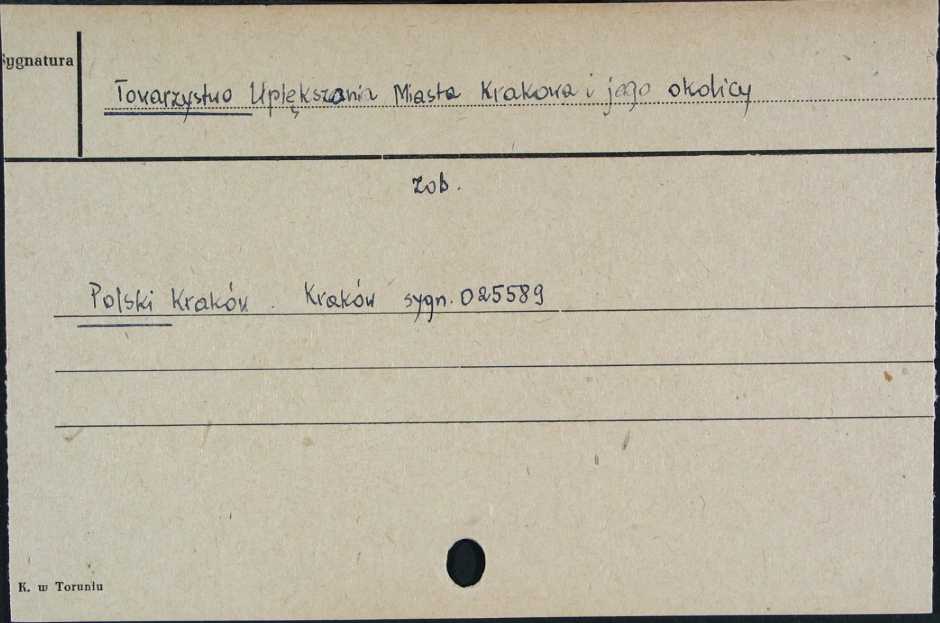 Sygnatura
Towarzystwo Upiększania Miasta Krakowa i jego okolicy
zob.
Polski Kraków. Kraków sygn. 025589
K. w Toruniu